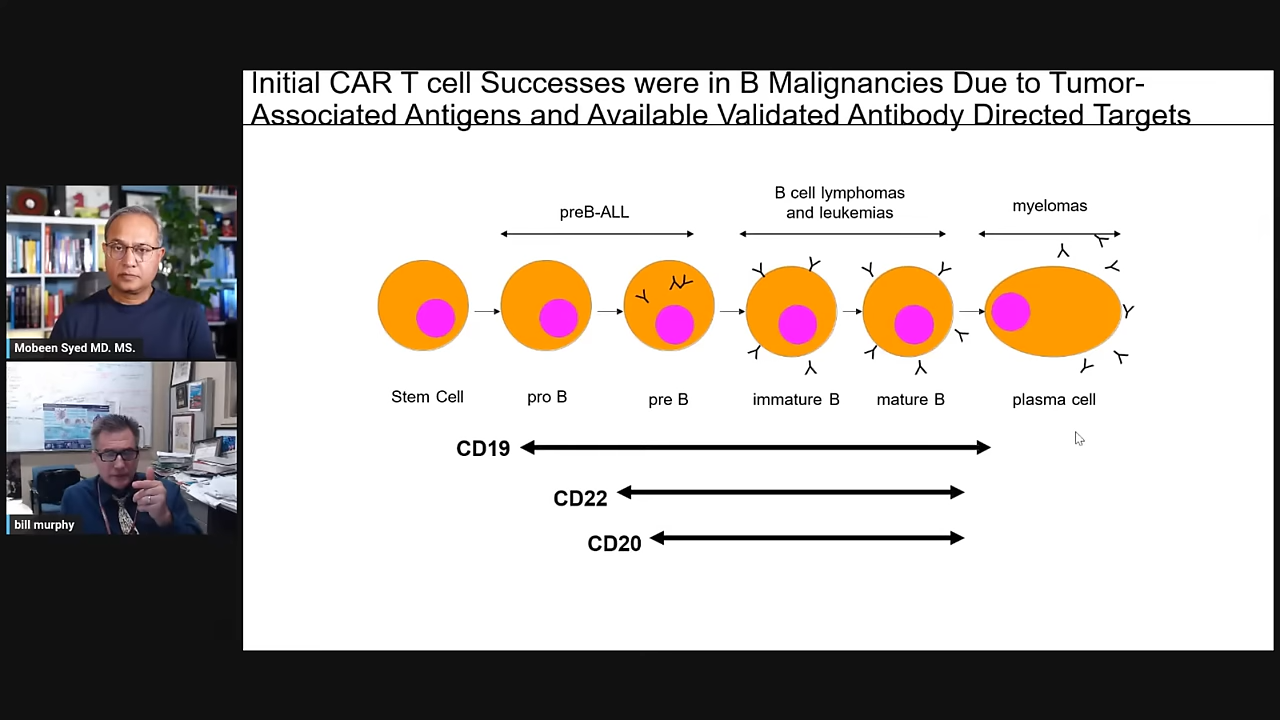 Initial CAR T cell Successes were in B Malignancies Due to Tumor-
Associated Antigens and Available Validated Antibody Directed Targets
preB-ALL
B cell lymphomas
and leukemias
myelomas
Stem Cell
pro B
pre B
immature B
mature B
plasma cell
CD19
CD22
CD20
Mobeen Syed MD. MS.
bill murphy